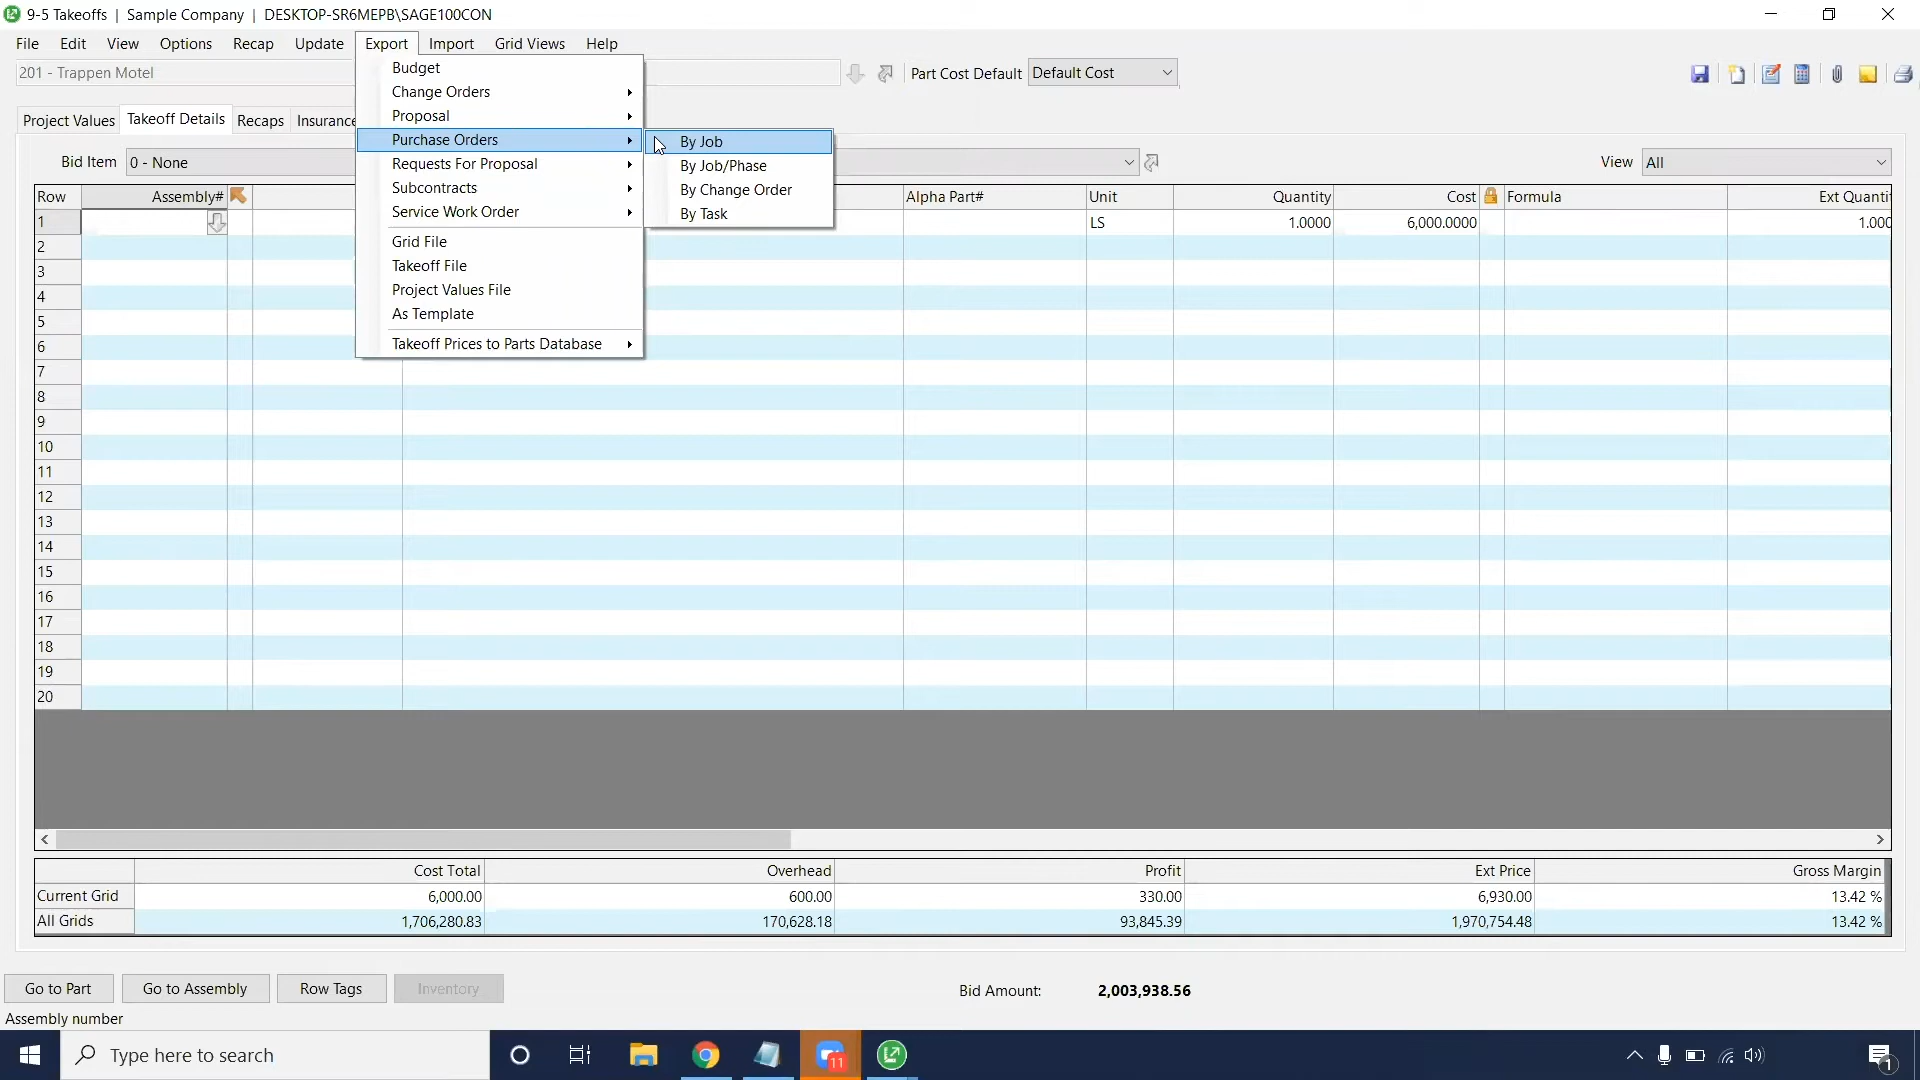 9-5 Takeoffs | Sample Company | DESKTOP-SR6MEPB\SAGE100CON
File Edit View Options Recap Update Export Import Grid Views Help
201 - Trappen Motel Part Cost Default Default Cost
Budget
Change Orders
Proposal
Purchase Orders
Requests For Proposal
Subcontracts
Service Work Order
Grid File
Takeoff File
Project Values File
As Template
Takeoff Prices to Parts Database
By Job
By Job/Phase
By Change Order
By Task
Project Values Takeoff Details Recaps Insurance
Bid Item 0 - None View All
Row Assembly# Alpha Part# Unit Quantity Cost Formula Ext Quanti
1 LS 1.0000 6,000.0000 1.000
2
3
4
5
6
7
8
9
10
11
12
13
14
15
16
17
18
19
20
Cost Total Overhead Profit Ext Price Gross Margin
Current Grid 6,000.00 600.00 330.00 6,930.00 13.42 %
All Grids 1,706,280.83 170,628.18 93,845.39 1,970,754.48 13.42 %
Go to Part Go to Assembly Row Tags Inventory Bid Amount: 2,003,938.56
Assembly number
Type here to search 11 1